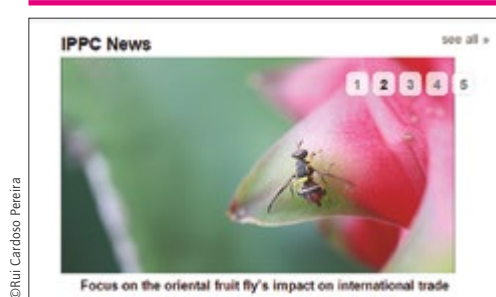 IPPC News
see all »
1 2 3 4 5
Focus on the oriental fruit fly's impact on international trade
©Rui Cardoso Pereira